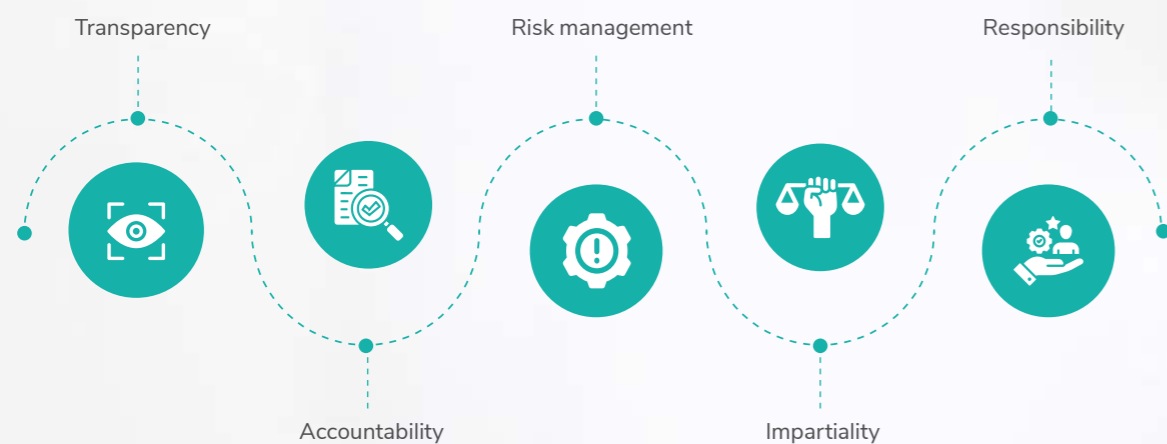 Transparency
Risk management
Responsibility
Accountability
Impartiality